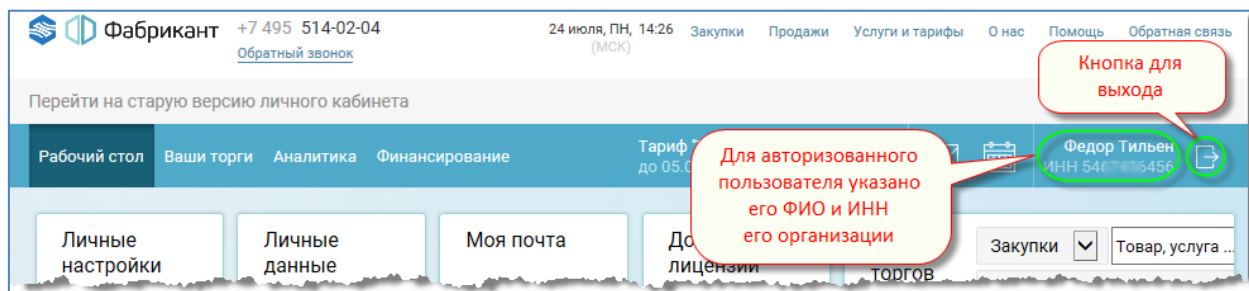 Фабрикант
+7 495 514-02-04
Обратный звонок
24 июля, ПН, 14:26
(МСК)
Закупки Продажи Услуги и тарифы О нас Помощь Обратная связь
Кнопка для
выхода
Перейти на старую версию личного кабинета
Рабочий стол Ваши торги Аналитика Финансирование
Тариф
до 05.
Для авторизованного
пользователя указано
его ФИО и ИНН
его организации
Федор Тильен
ИНН
Личные
настройки
Личные
данные
Моя почта
лицензии
торгов
Закупки
Товар, услуга ...